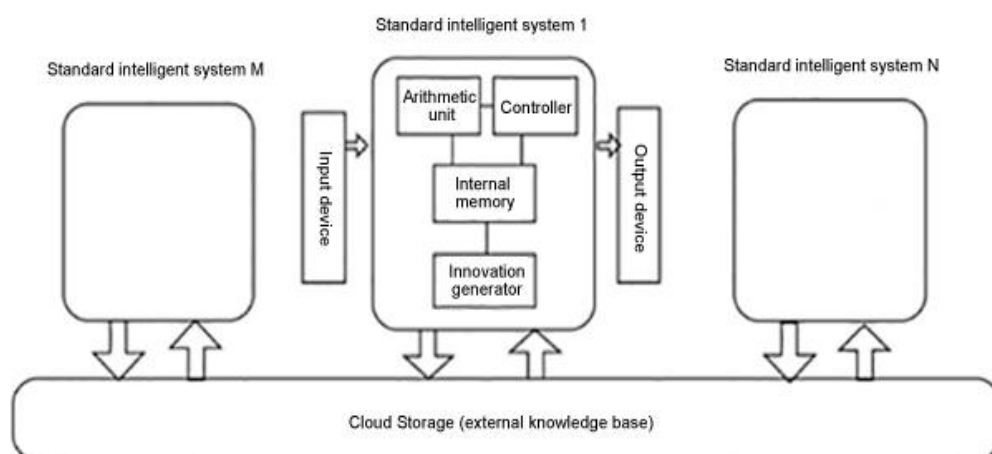 Standard intelligent system 1
Standard intelligent system M
Standard intelligent system N
Arithmetic
unit
Controller
Input device
Internal
memory
Output device
Innovation
generator
Cloud Storage (external knowledge base)